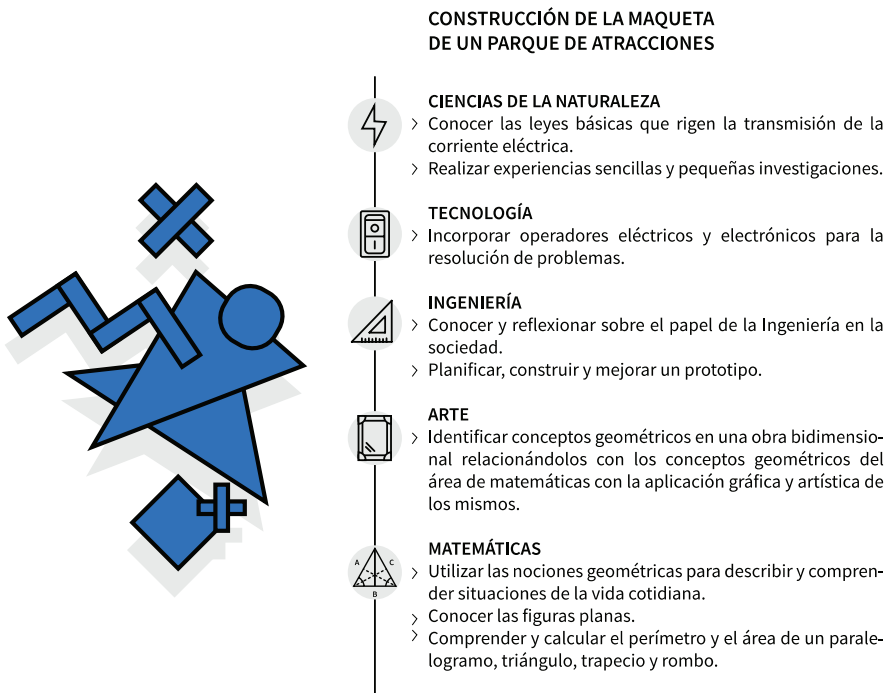 CONSTRUCCIÓN DE LA MAQUETA
DE UN PARQUE DE ATRACCIONES
CIENCIAS DE LA NATURALEZA
> Conocer las leyes básicas que rigen la transmisión de la
corriente eléctrica.
> Realizar experiencias sencillas y pequeñas investigaciones.
TECNOLOGÍA
> Incorporar operadores eléctricos y electrónicos para la
resolución de problemas.
INGENIERÍA
> Conocer y reflexionar sobre el papel de la Ingeniería en la
sociedad.
> Planificar, construir y mejorar un prototipo.
ARTE
> Identificar conceptos geométricos en una obra bidimensio-
nal relacionándolos con los conceptos geométricos del
área de matemáticas con la aplicación gráfica y artística de
los mismos.
MATEMÁTICAS
A C
B
> Utilizar las nociones geométricas para describir y compren-
der situaciones de la vida cotidiana.
> Conocer las figuras planas.
> Comprender y calcular el perímetro y el área de un parale-
logramo, triángulo, trapecio y rombo.